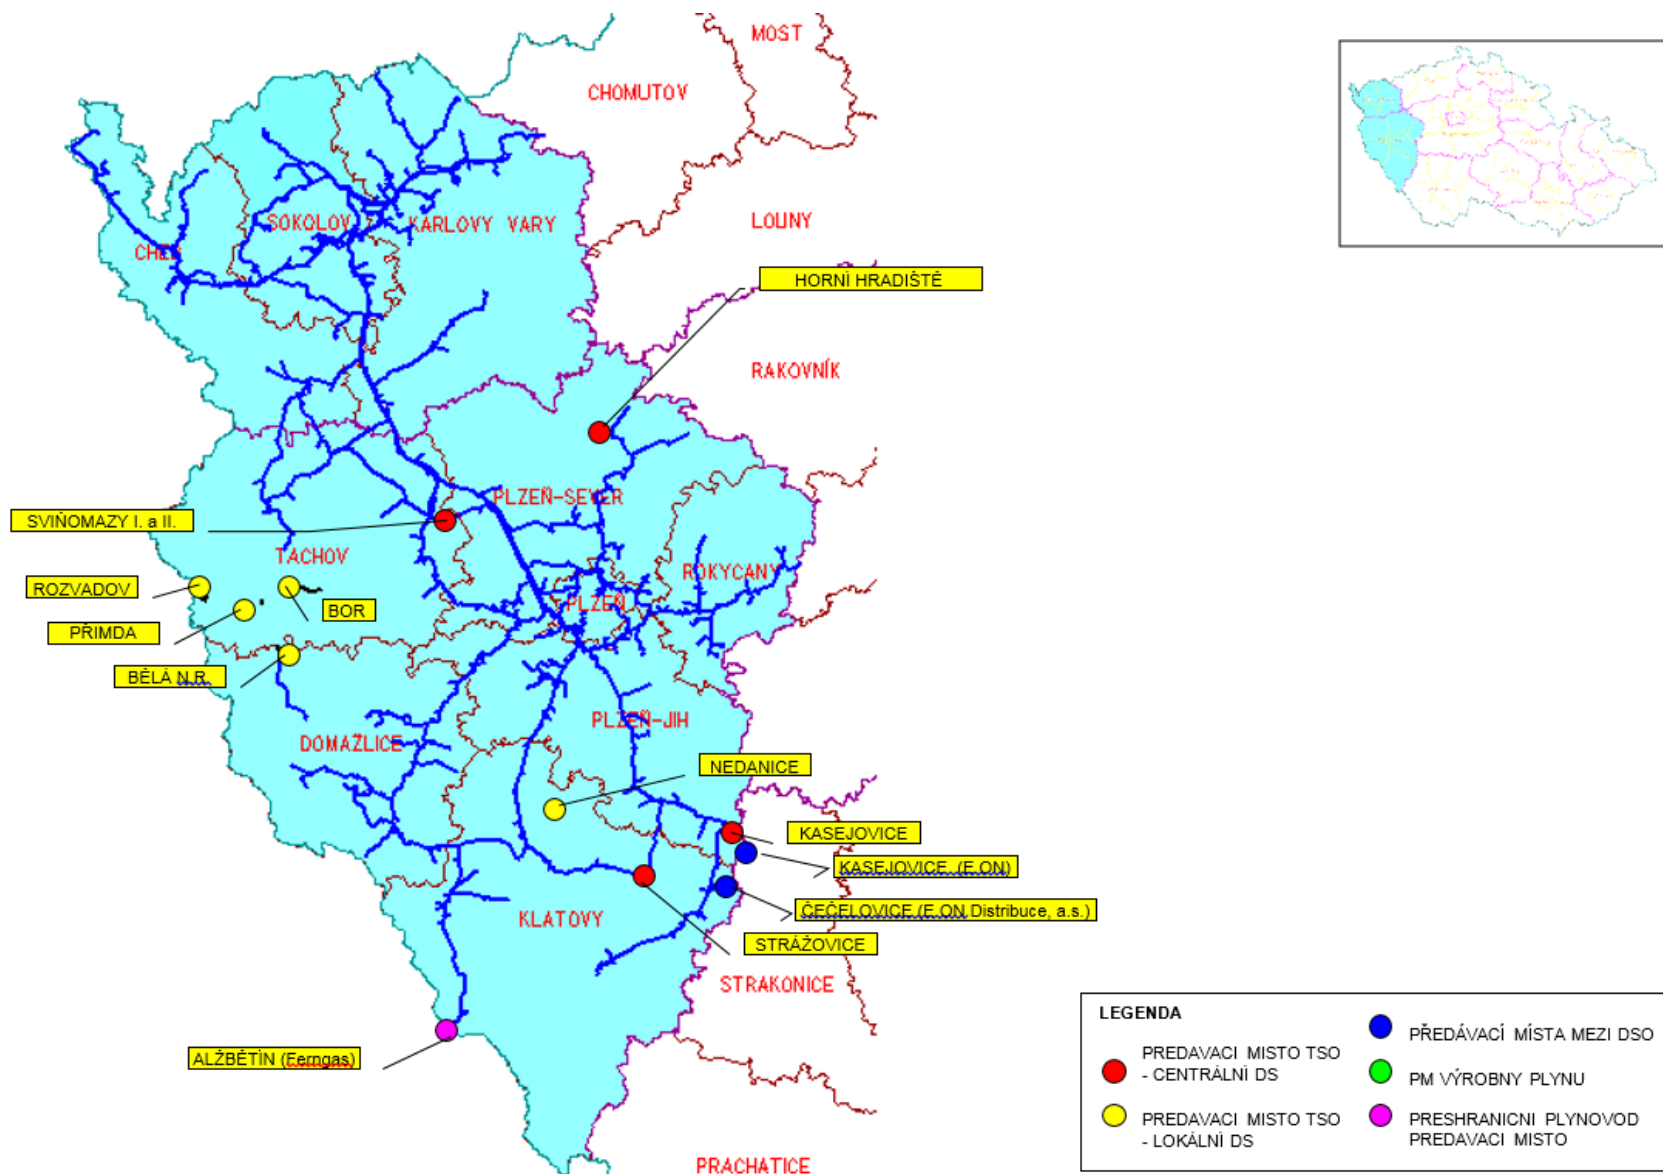 MOST
CHOMUTOV
LOUNY
SOKOLOV
KARLOVY VARY
CHEB
HORNÍ HRADIŠTĚ
RAKOVNÍK
PLZEŇ-SEVER
SVIŇOMAZY I. a II.
TACHOV
ROZVADOV
BOR
PŘIMDA
ROKYCANY
PLZEŇ
BĚLÁ N.R.
PLZEŇ-JIH
DOMAŽLICE
NEDANICE
KASEJOVICE
KASEJOVICE (E.ON)
ČEČELOVICE (E.ON Distribuce, a.s.)
KLATOVY
STRÁŽOVICE
STRAKONICE
ALŽBĚTÍN (Ferngas)
PRACHATICE
LEGENDA
PREDAVACI MISTO TSO
- CENTRÁLNÍ DS
PREDAVACI MISTO TSO
- LOKÁLNÍ DS
PŘEDÁVACÍ MÍSTA MEZI DSO
PM VÝROBNY PLYNU
PRESHRANICNI PLYNOVOD
PREDAVACI MISTO